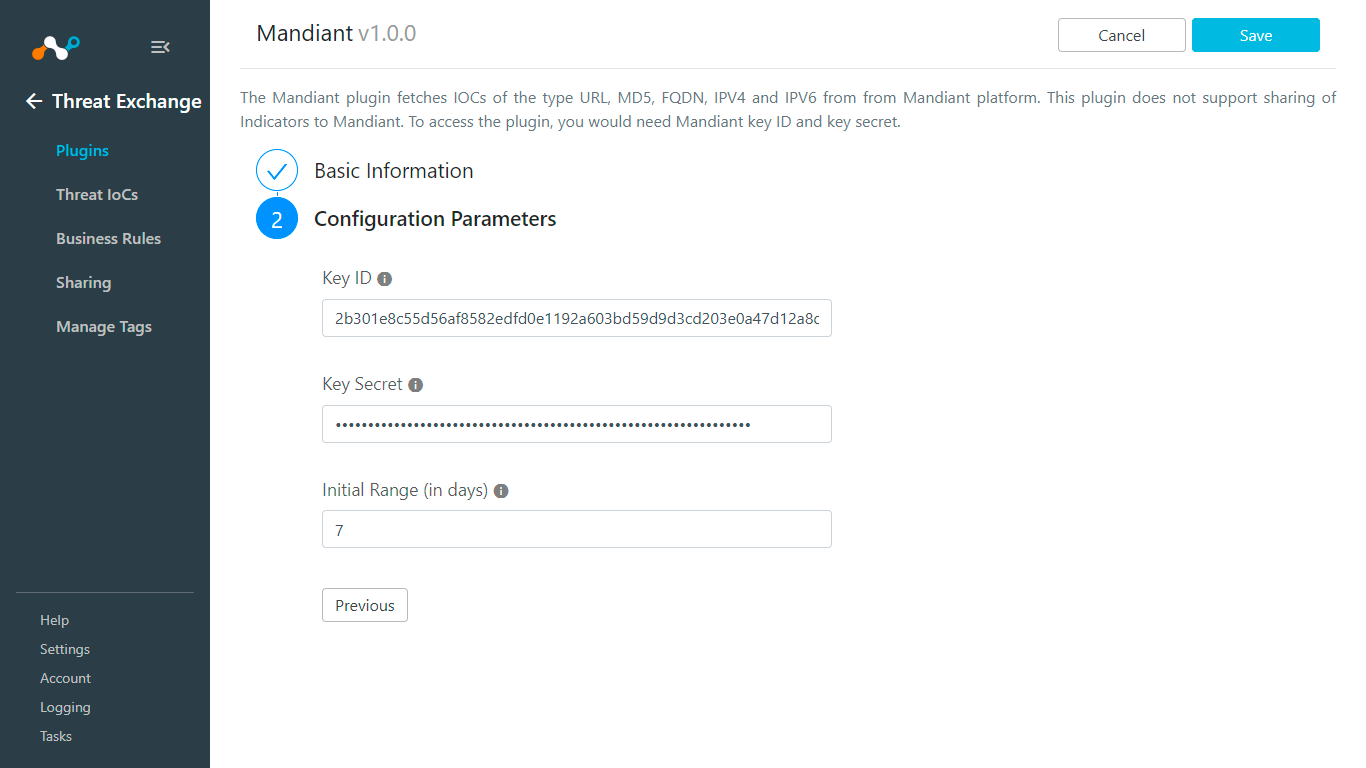 Threat Exchange
Plugins
Threat IoCs
Business Rules
Sharing
Manage Tags
Help
Settings
Account
Logging
Tasks
Mandiant v1.0.0
Cancel
Save
The Mandiant plugin fetches IOCs of the type URL, MD5, FQDN, IPV4 and IPV6 from from Mandiant platform. This plugin does not support sharing of
Indicators to Mandiant. To access the plugin, you would need Mandiant key ID and key secret.
Basic Information
2 Configuration Parameters
Key ID
2b301e8c55d56af8582edfd0e1192a603bd59d9d3cd203e0a47d12a8c
Key Secret
Initial Range (in days)
7
Previous